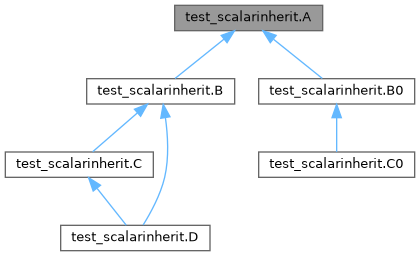 test_scalarinherit.A
test_scalarinherit.B
test_scalarinherit.B0
test_scalarinherit.C
test_scalarinherit.C0
test_scalarinherit.D